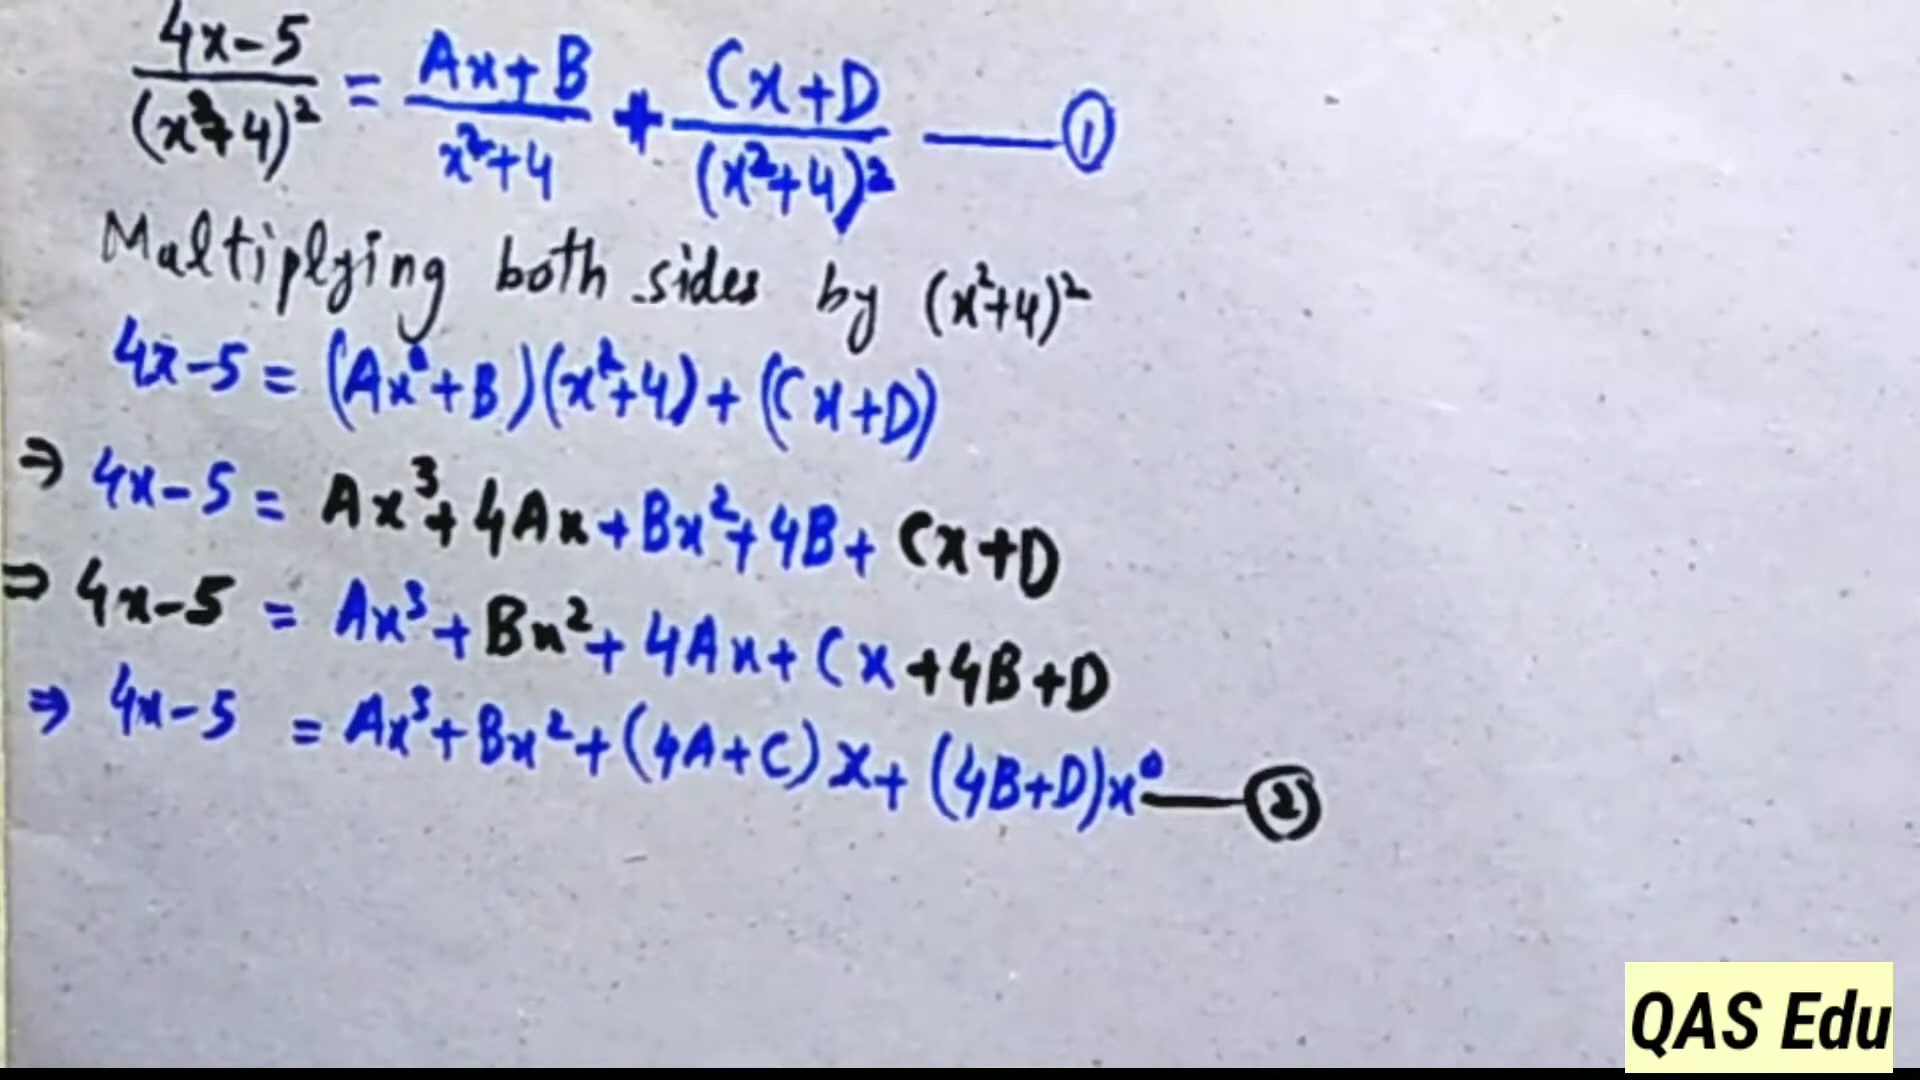 4x-5/(x²+4)² = Ax+B/x²+4 + Cx+D/(x²+4)² — ①
Multiplying both sides by (x²+4)²
4x-5 = (Ax+B)(x²+4)+(Cx+D)
⇒ 4x-5 = Ax³+4Ax+Bx²+4B+Cx+D
⇒ 4x-5 = Ax³+Bx²+4Ax+Cx+4B+D
⇒ 4x-5 = Ax³+Bx²+(4A+C)x+(4B+D)x⁰ — ②
QAS Edu